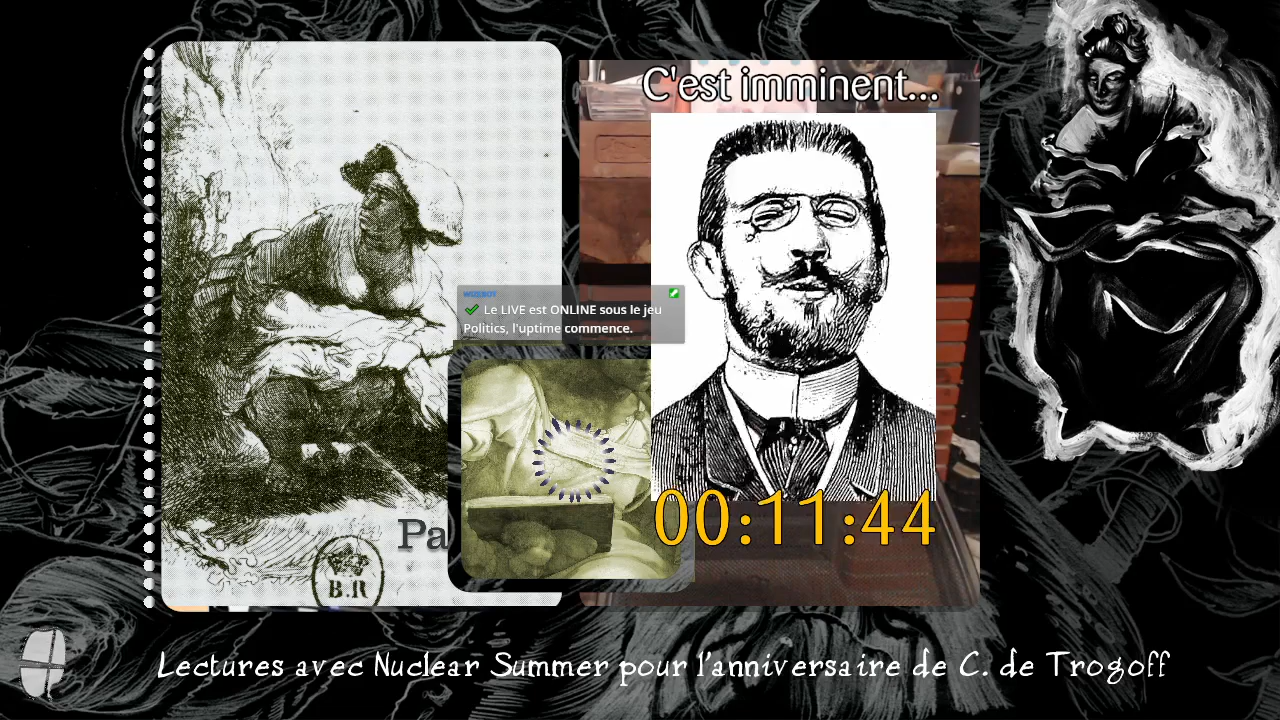 C'est imminent...
WIZEBOT
Le LIVE est ONLINE sous le jeu
Politics, l'uptime commence.
00:11:44
Pa
B.R
Lectures avec Nuclear Summer pour l'anniversaire de C. de Trogoff